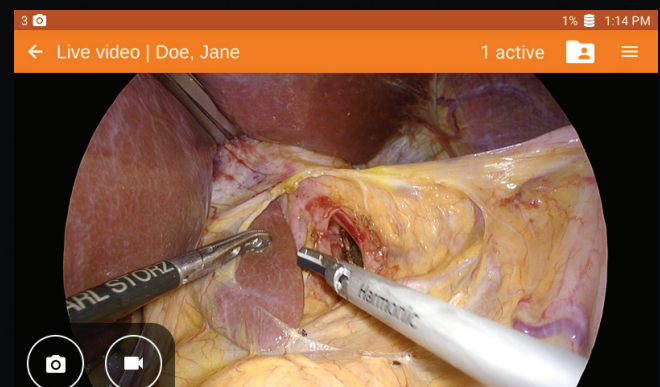 3
1% 1:14 PM
Live video | Doe, Jane
1 active
ARL STORZ
Harmonic